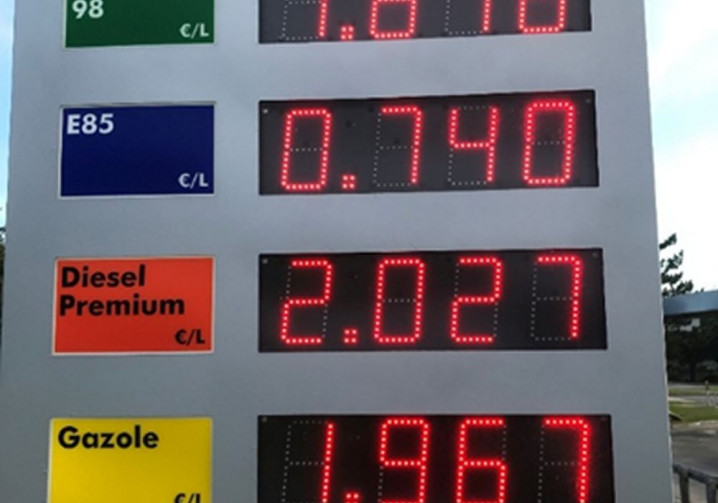 98
€/L
E85
€/L
0.740
Diesel
Premium
€/L
2.027
Gazole
€/L
1.967